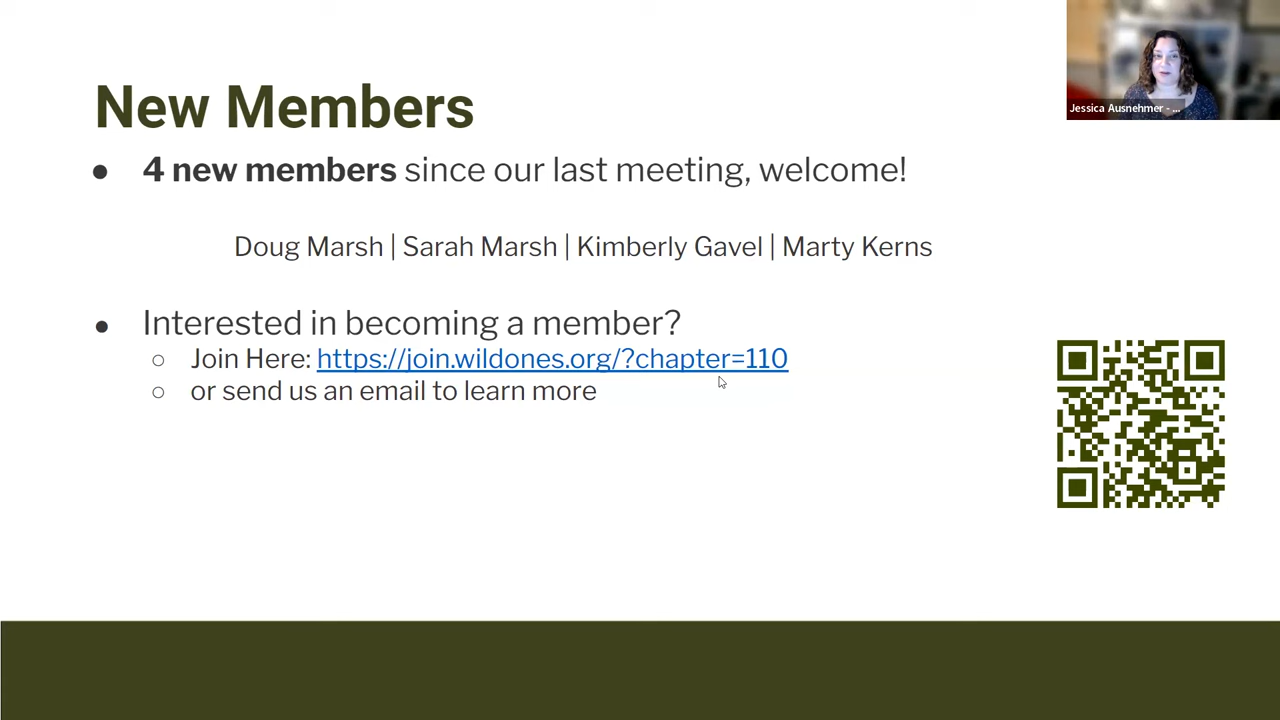 New Members
● 4 new members since our last meeting, welcome!
Doug Marsh | Sarah Marsh | Kimberly Gavel | Marty Kerns
● Interested in becoming a member?
○ Join Here: https://join.wildones.org/?chapter=110
○ or send us an email to learn more
Jessica Ausnehmer - ...